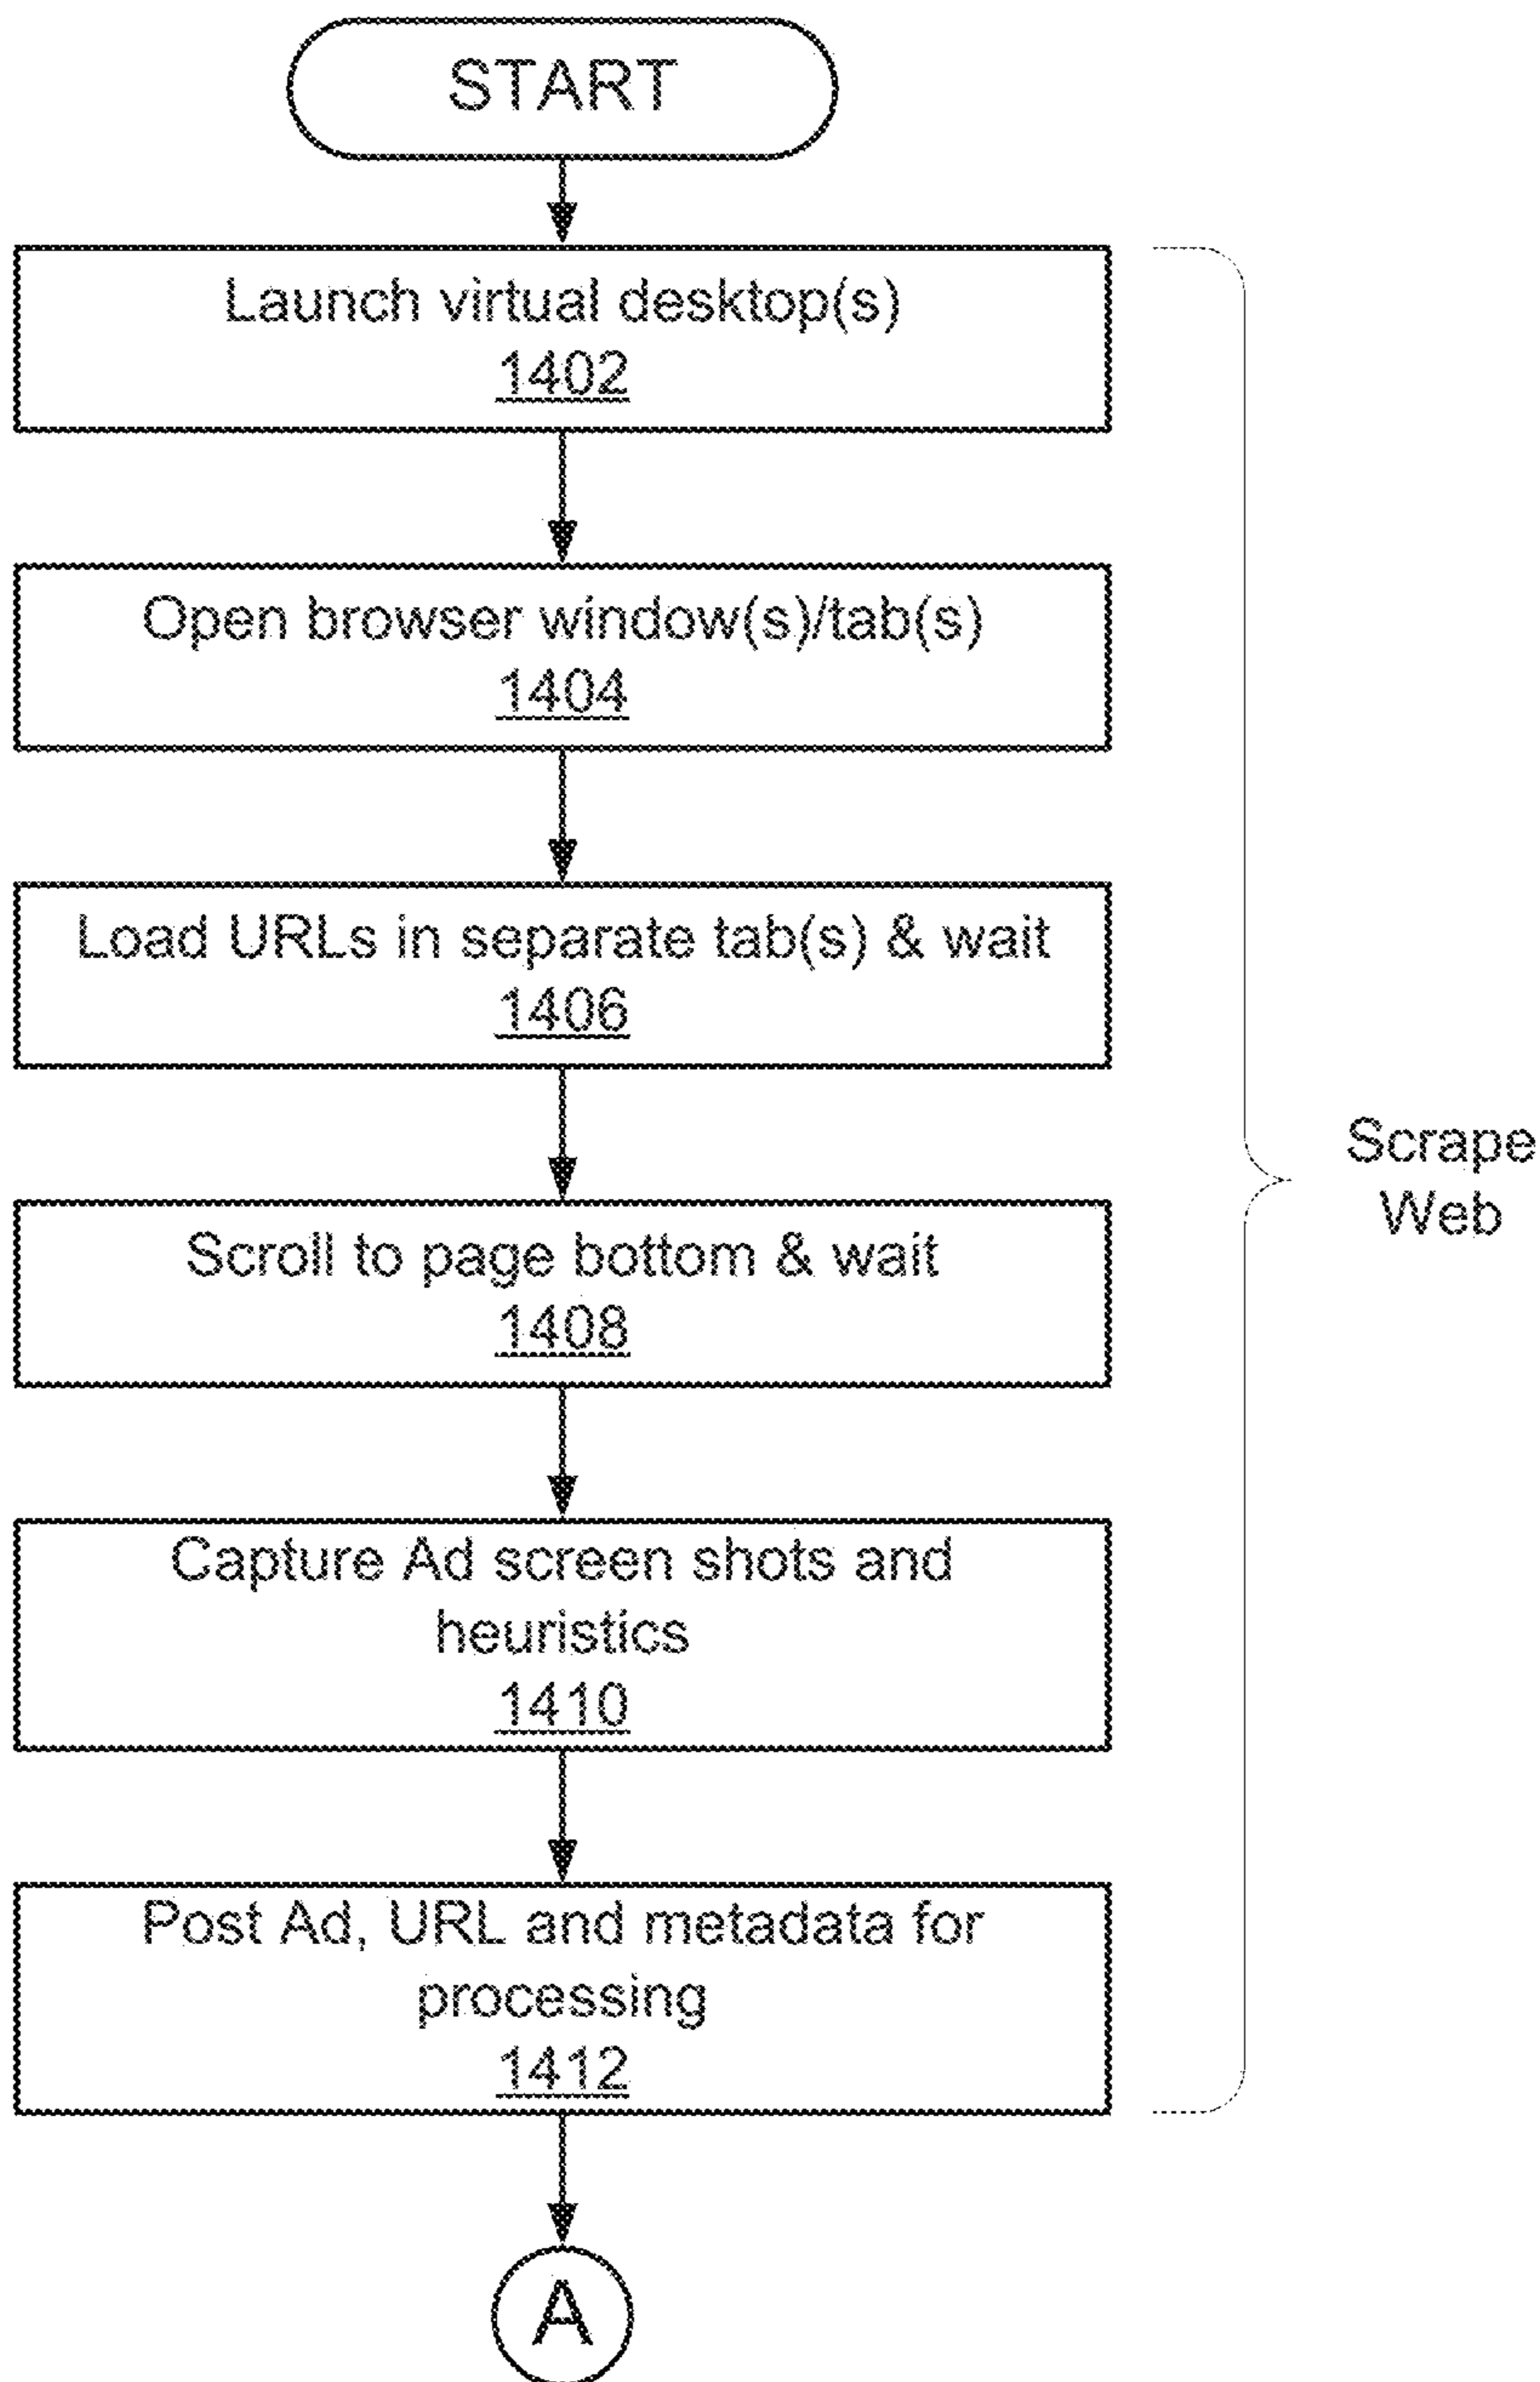 START
Launch virtual desktop(s)
1402
Open browser window(s)/tab(s)
1404
Load URLs in separate tab(s) & wait
1406
Scroll to page bottom & wait
1408
Capture Ad screen shots and
heuristics
1410
Post Ad, URL and metadata for
processing
1412
Scrape
Web
A